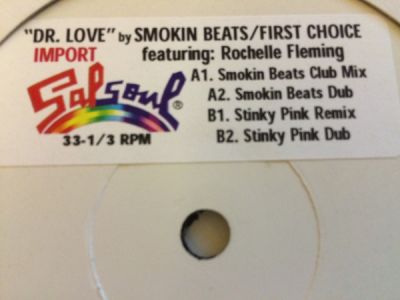 "DR. LOVE" by SMOKIN BEATS/FIRST CHOICE
IMPORT
featuring: Rochelle Fleming
Salsoul®
33-1/3 RPM
A1. Smokin Beats Club Mix
A2. Smokin Beats Dub
B1. Stinky Pink Remix
B2. Stinky Pink Dub